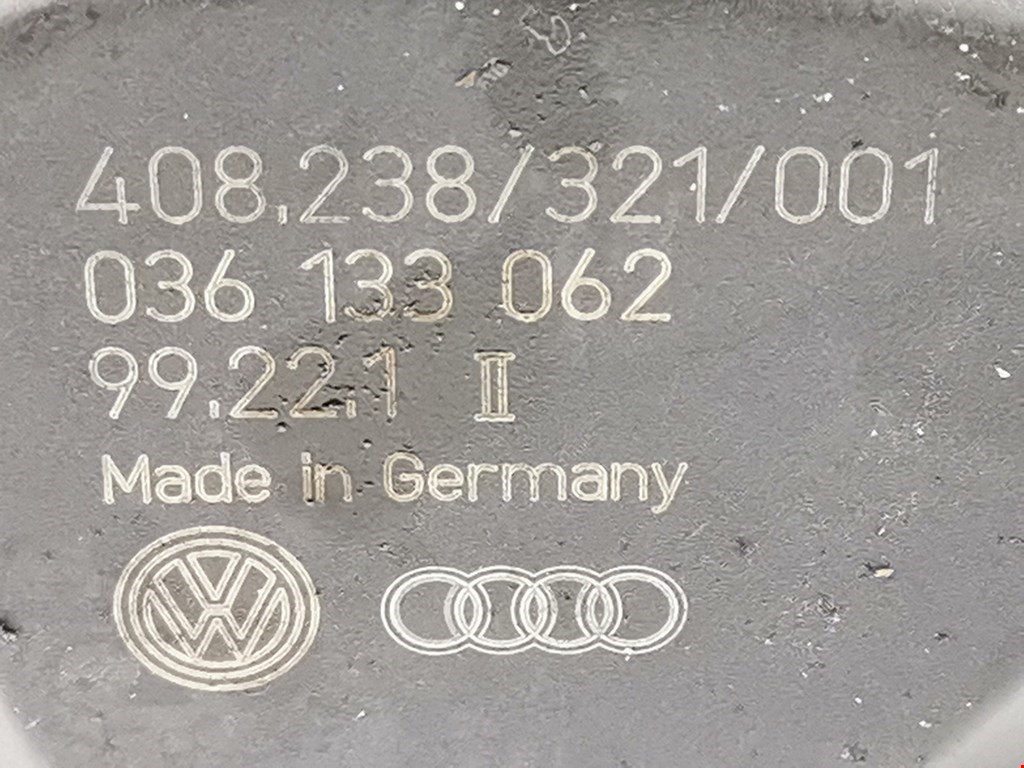 408.238/321/001
036 133 062
99.22.1 II
Made in Germany